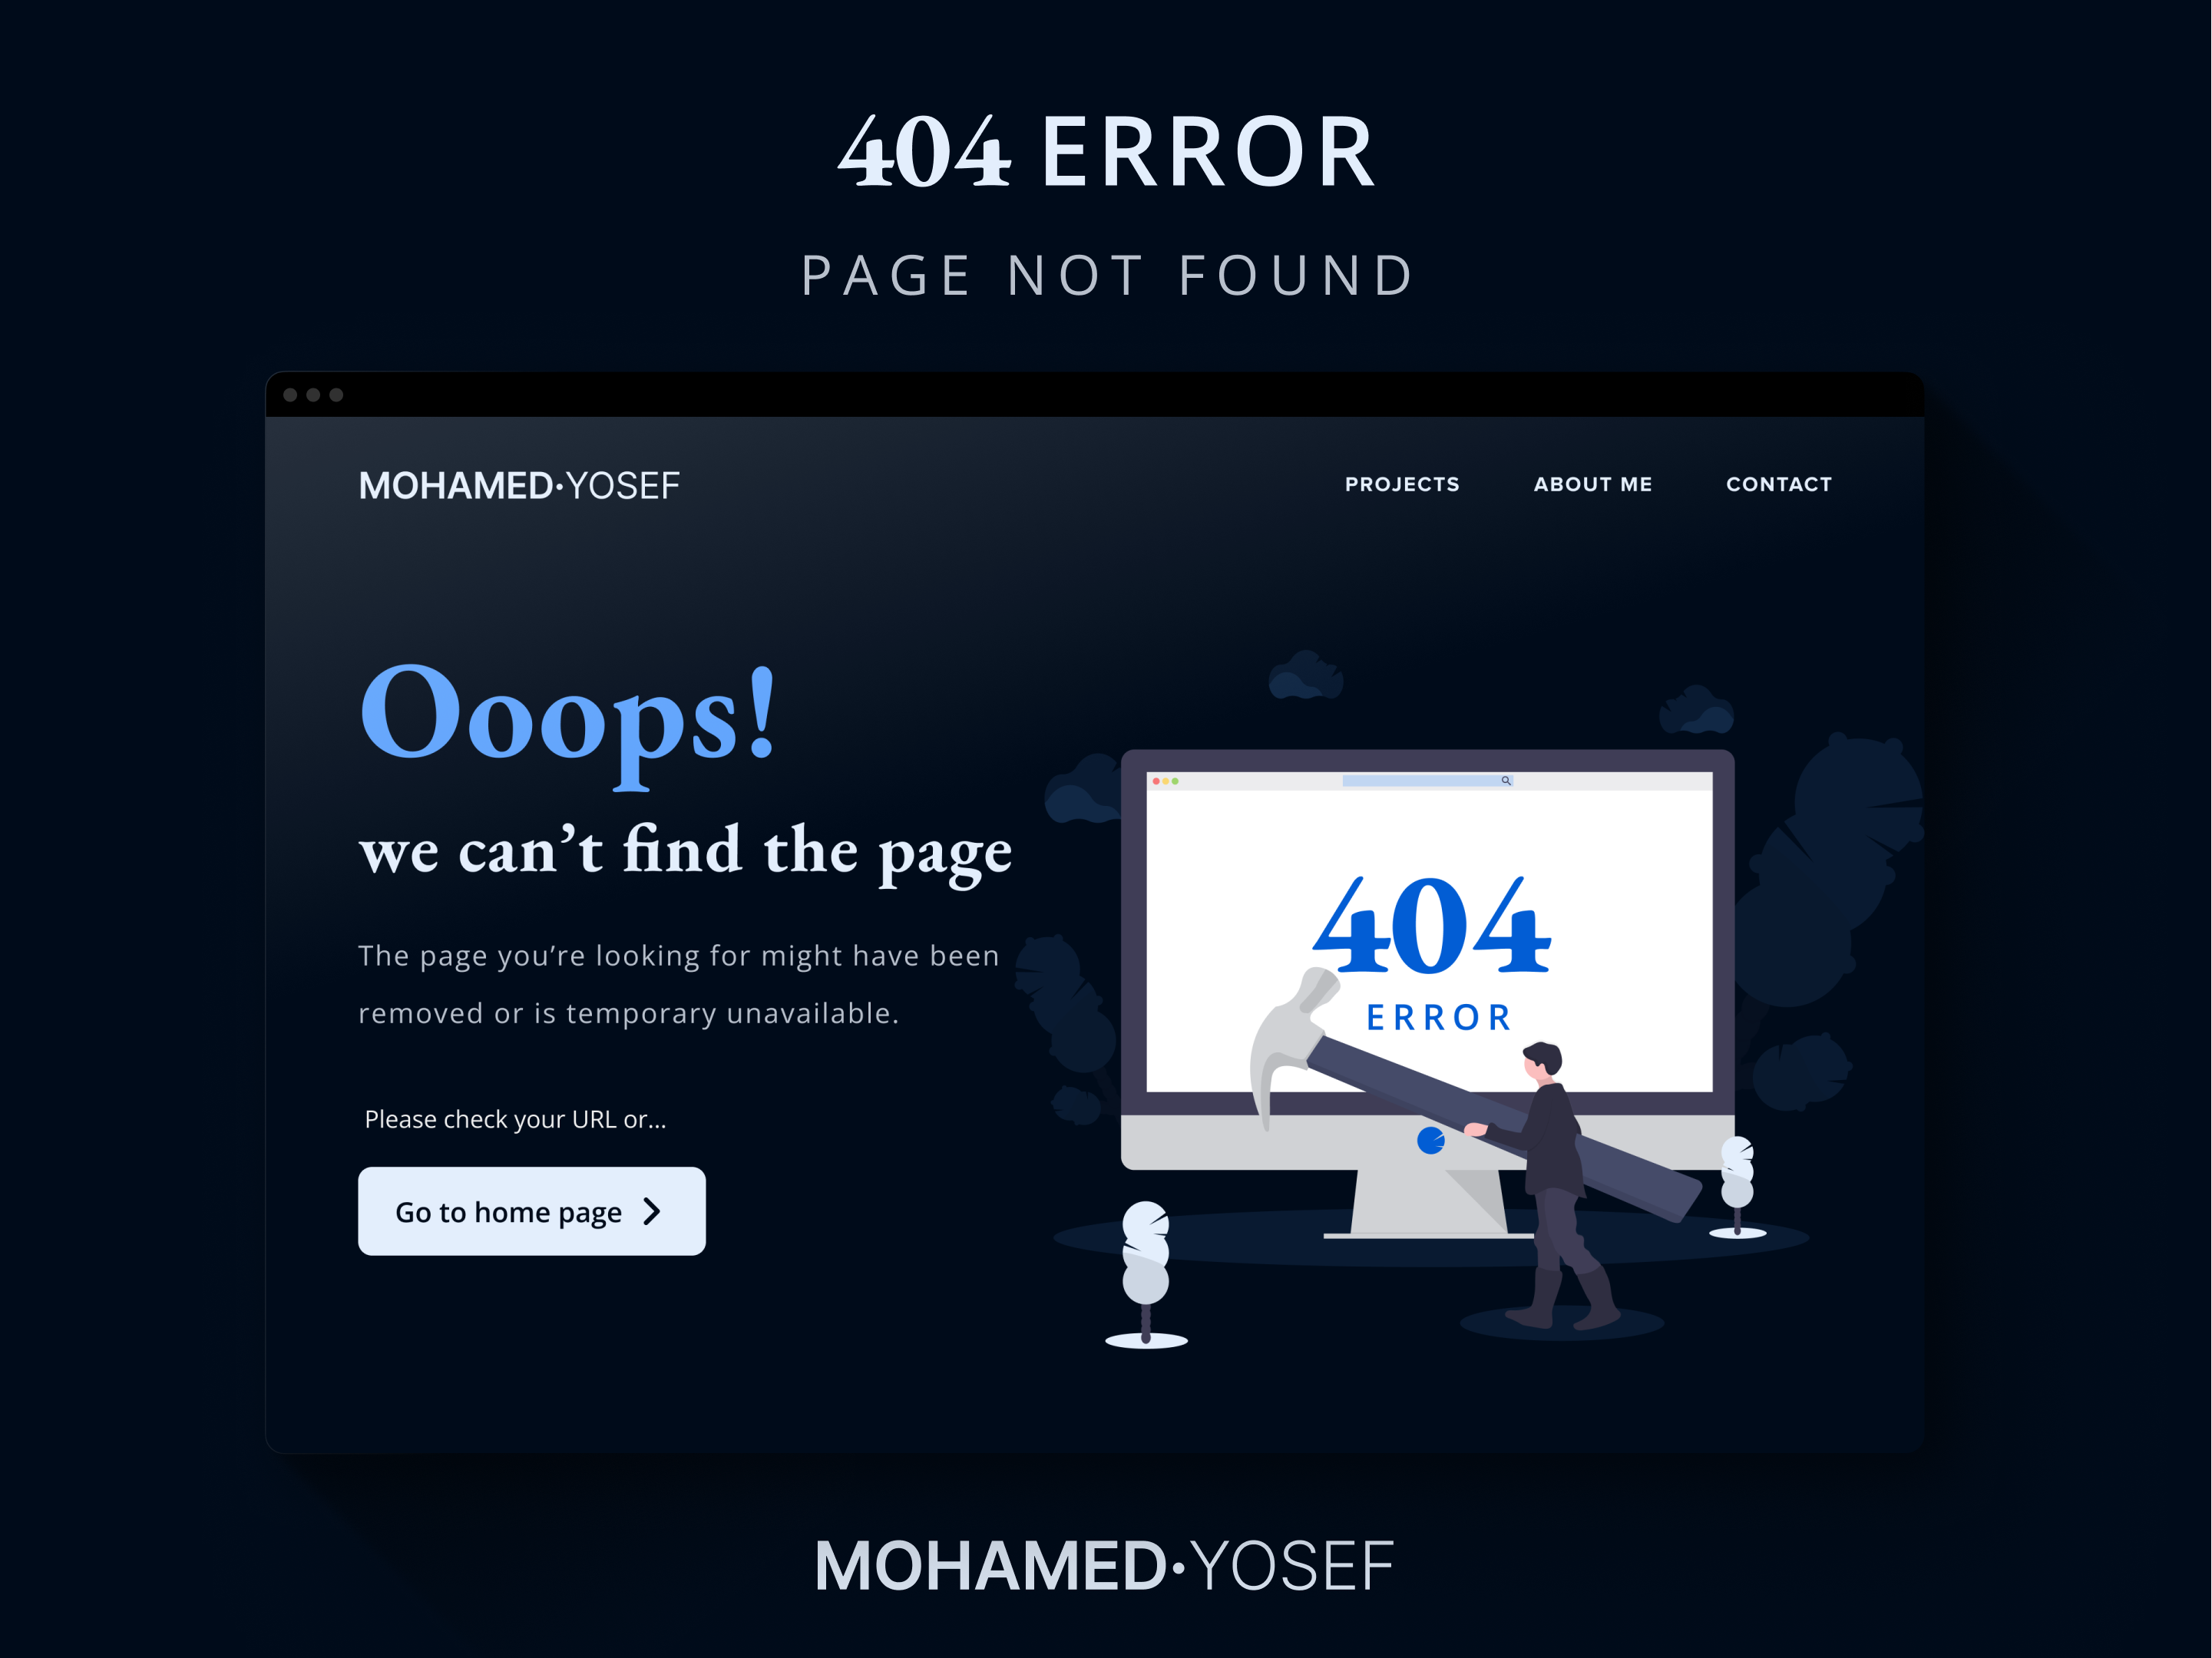 404 ERROR
PAGE NOT FOUND
MOHAMED·YOSEF
PROJECTS
ABOUT ME
CONTACT
Ooops!
we can’t find the page
The page you’re looking for might have been
removed or is temporary unavailable.
Please check your URL or...
Go to home page
404
ERROR
MOHAMED·YOSEF